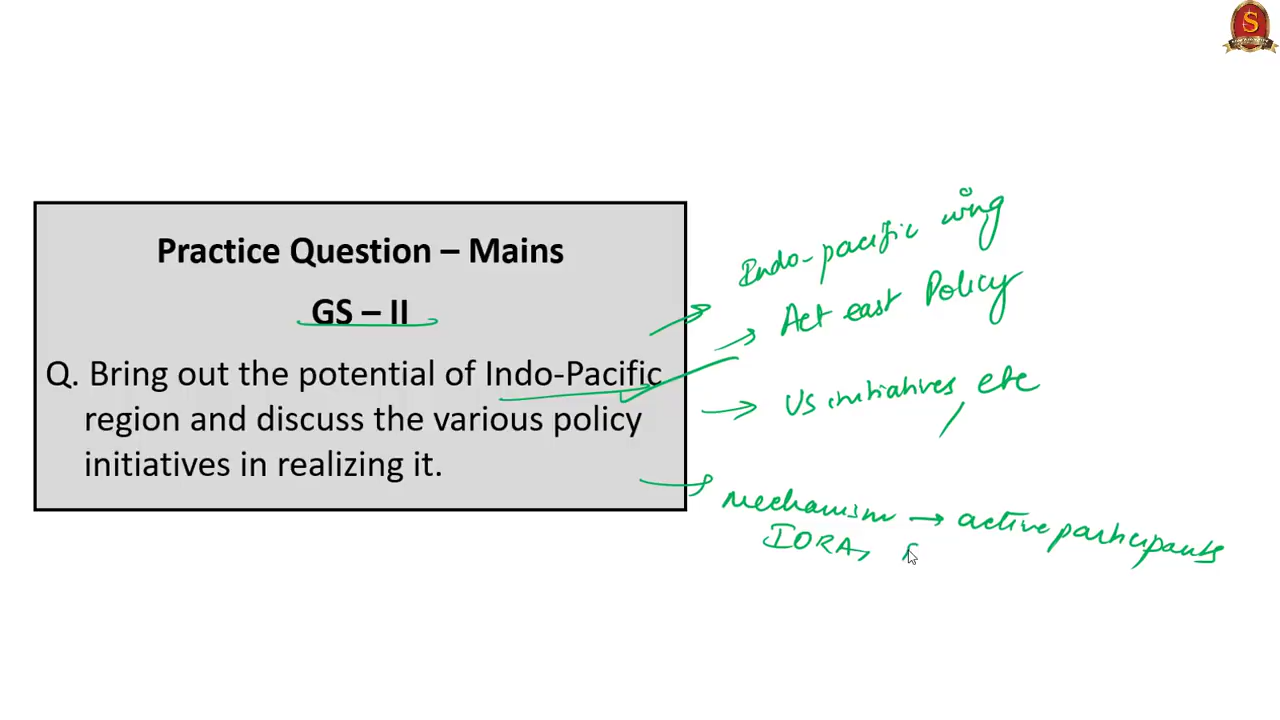 Practice Question – Mains
GS – II
Q. Bring out the potential of Indo-Pacific
region and discuss the various policy
initiatives in realizing it.
Indo-pacific wing
Act east Policy
US initiatives, etc
Mechanism → active participants
IORA,